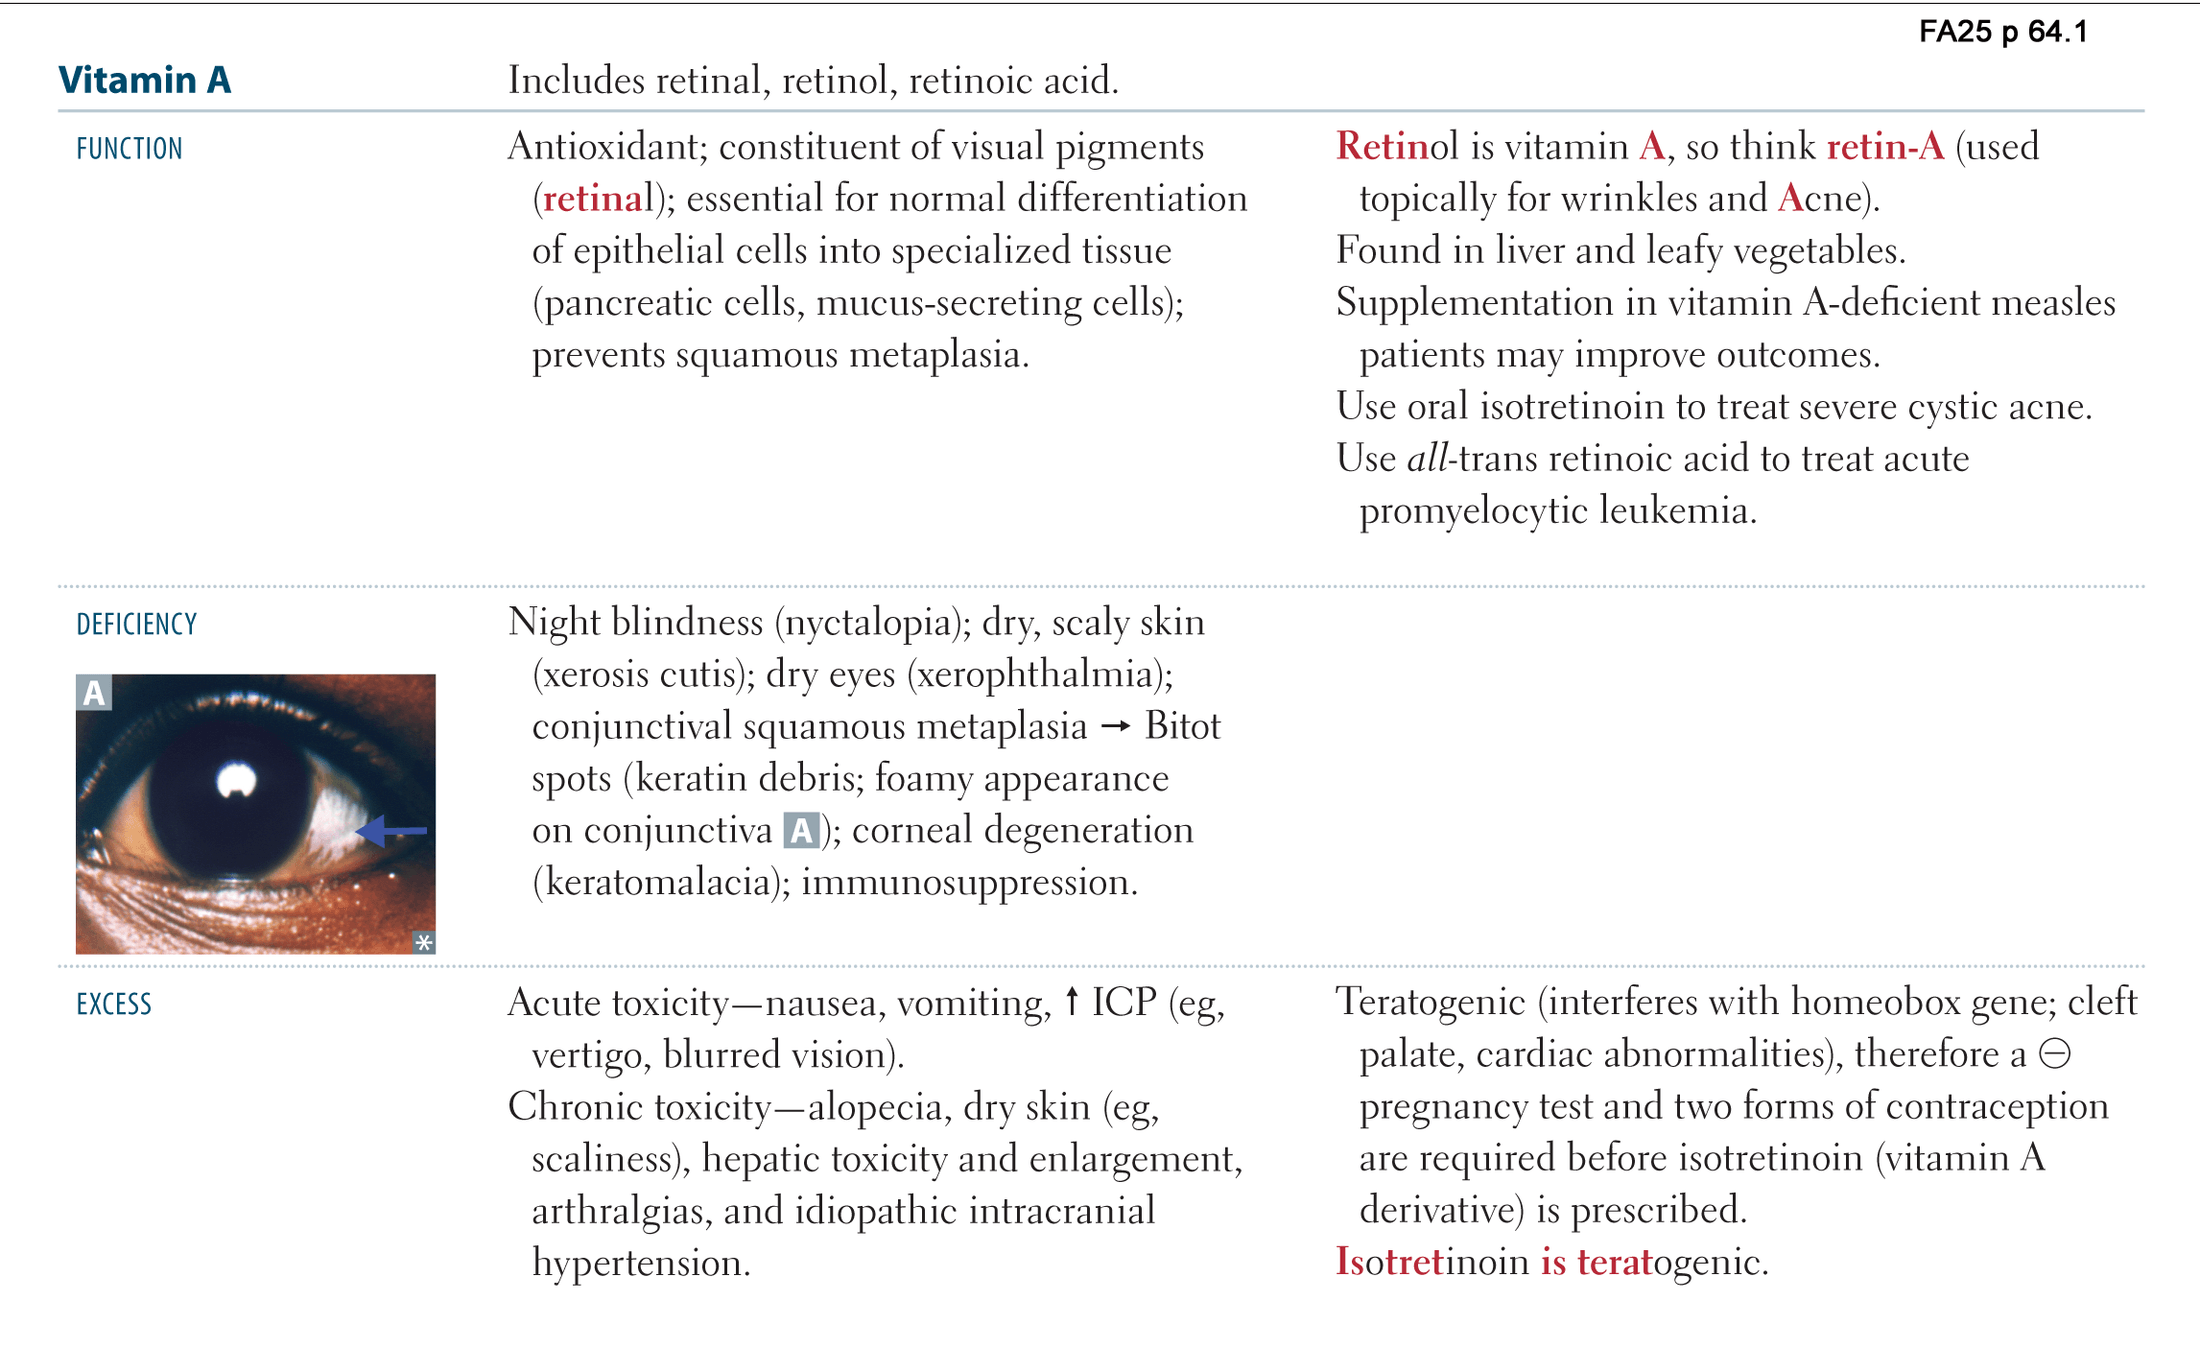 FA25 p 64.1
Vitamin A
Includes retinal, retinol, retinoic acid.
FUNCTION
Antioxidant; constituent of visual pigments
(retinal); essential for normal differentiation
of epithelial cells into specialized tissue
(pancreatic cells, mucus-secreting cells);
prevents squamous metaplasia.
Retinol is vitamin A, so think retin-A (used
topically for wrinkles and Acne).
Found in liver and leafy vegetables.
Supplementation in vitamin A-deficient measles
patients may improve outcomes.
Use oral isotretinoin to treat severe cystic acne.
Use all-trans retinoic acid to treat acute
promyelocytic leukemia.
DEFICIENCY
A
*
Night blindness (nyctalopia); dry, scaly skin
(xerosis cutis); dry eyes (xerophthalmia);
conjunctival squamous metaplasia → Bitot
spots (keratin debris; foamy appearance
on conjunctiva A); corneal degeneration
(keratomalacia); immunosuppression.
EXCESS
Acute toxicity—nausea, vomiting, ↑ ICP (eg,
vertigo, blurred vision).
Chronic toxicity—alopecia, dry skin (eg,
scaliness), hepatic toxicity and enlargement,
arthralgias, and idiopathic intracranial
hypertension.
Teratogenic (interferes with homeobox gene; cleft
palate, cardiac abnormalities), therefore a ⊖
pregnancy test and two forms of contraception
are required before isotretinoin (vitamin A
derivative) is prescribed.
Isotretinoin is teratogenic.